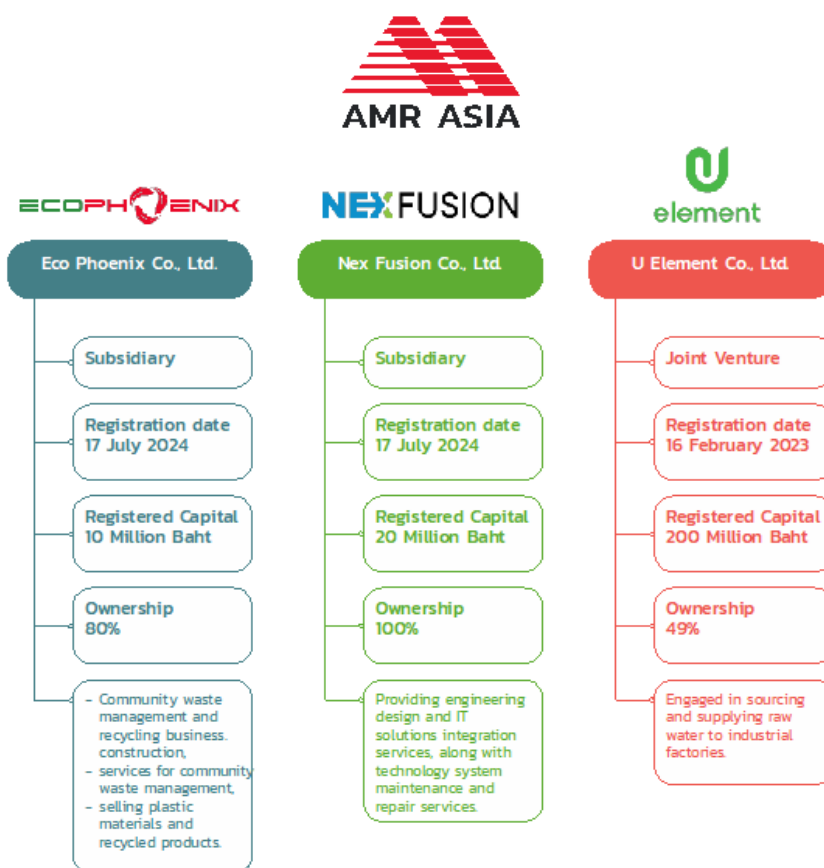 AMR ASIA
ECOPHOENIX
NEXFUSION
element
Eco Phoenix Co., Ltd.
Nex Fusion Co., Ltd.
U Element Co., Ltd.
Subsidiary
Registration date
17 July 2024
Registered Capital
10 Million Baht
Ownership
80%
- Community waste
management and
recycling business.
construction,
- services for community
waste management,
- selling plastic
materials and
recycled products.
Subsidiary
Registration date
17 July 2024
Registered Capital
20 Million Baht
Ownership
100%
Providing engineering
design and IT
solutions integration
services, along with
technology system
maintenance and
repair services.
Joint Venture
Registration date
16 February 2023
Registered Capital
200 Million Baht
Ownership
49%
Engaged in sourcing
and supplying raw
water to industrial
factories.